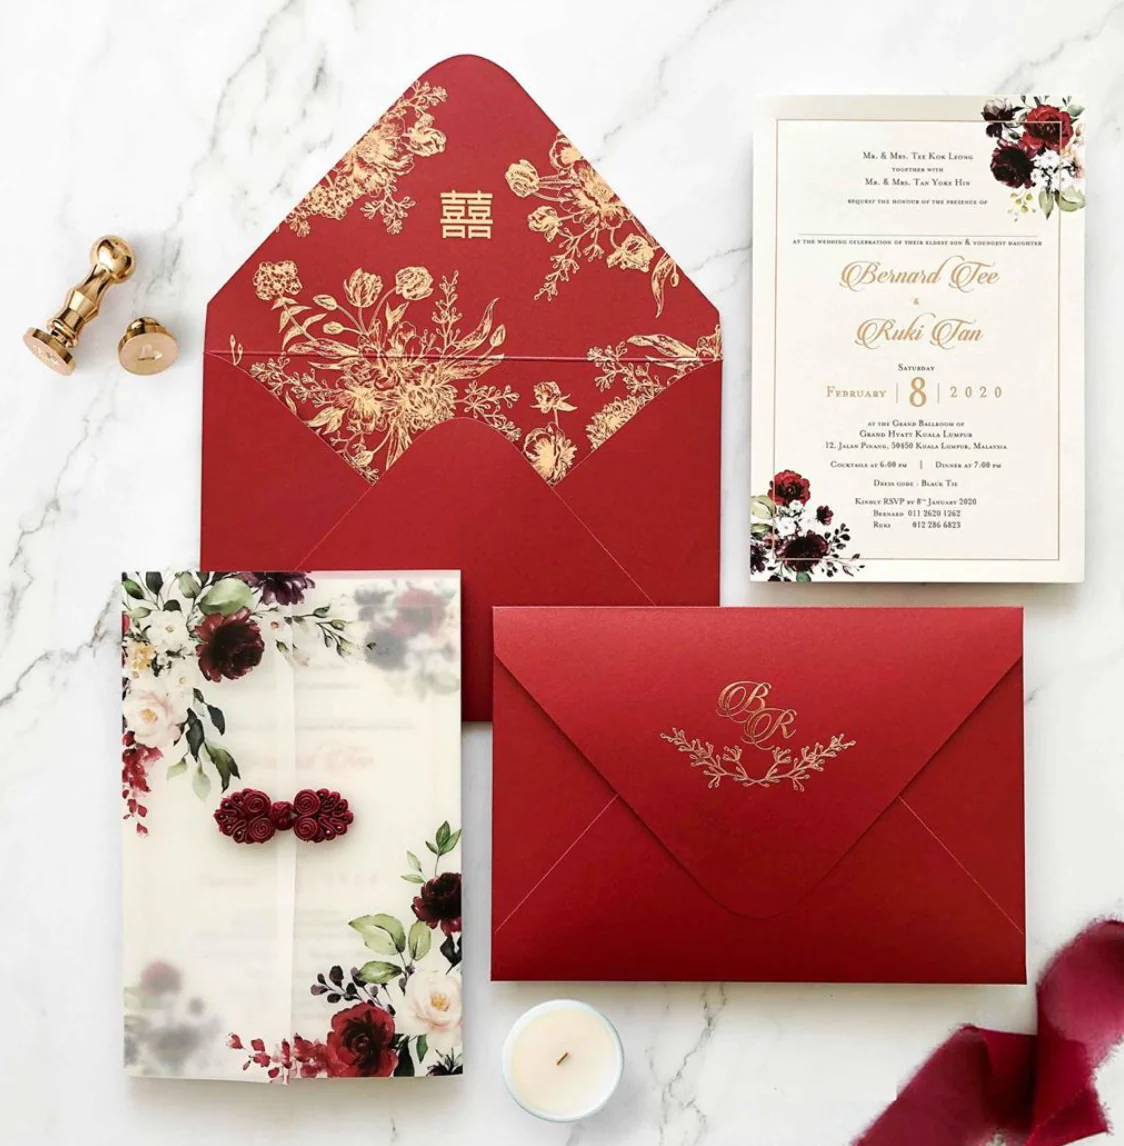 囍
Mr. & Mrs. Tee Kok Leong
together with
Mr. & Mrs. Tan Yoke Hin
request the honour of the presence of
at the wedding celebration of their eldest son & youngest daughter
Bernard Tee
&
Ruki Tan
Saturday
February | 8 | 2020
at the Grand Ballroom of
Grand Hyatt Kuala Lumpur
12, Jalan Pinang, 50450 Kuala Lumpur, Malaysia
Cocktails at 6:00 pm | Dinner at 7:00 pm
Dress code : Black Tie
Kindly RSVP by 8th January 2020
Bernard 011 2620 1262
Ruki 012 286 6823
BR